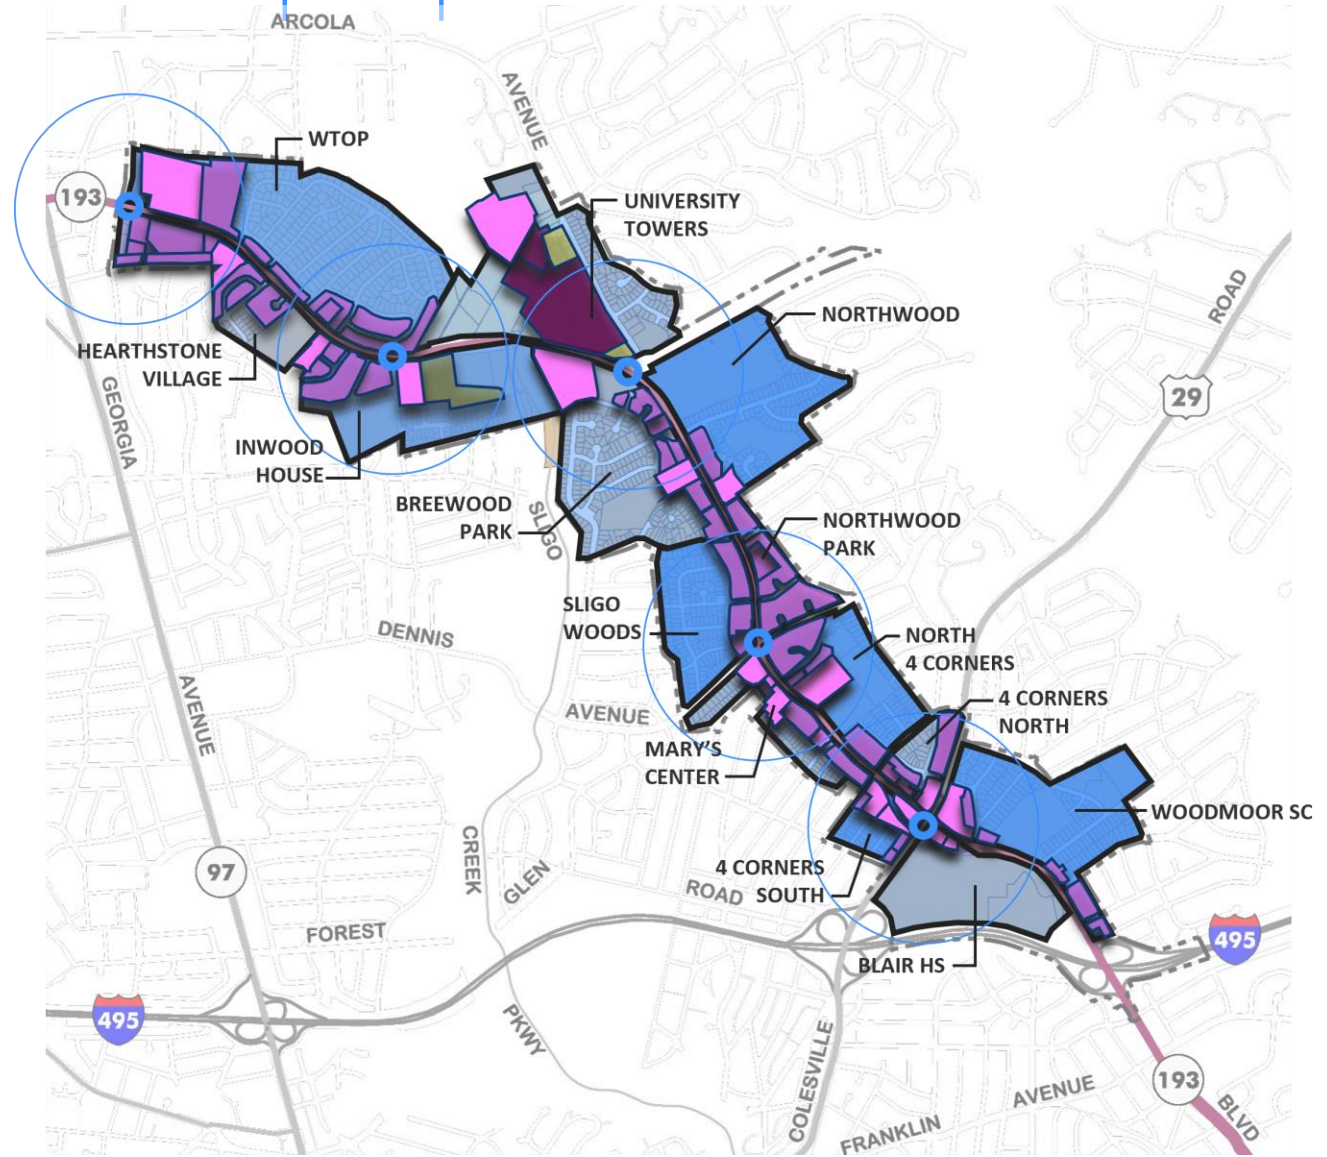 ARCOLA
AVENUE
WTOP
193
UNIVERSITY
TOWERS
NORTHWOOD
ROAD
29
HEARTHSTONE
VILLAGE
GEORGIA
INWOOD
HOUSE
BREEWOOD
PARK
SLIGO
NORTHWOOD
PARK
SLIGO
WOODS
DENNIS
NORTH
4 CORNERS
AVENUE
AVENUE
4 CORNERS
NORTH
MARY'S
CENTER
WOODMOOR SC
CREEK
97
GLEN
4 CORNERS
SOUTH
ROAD
FOREST
495
BLAIR HS
495
PKWY
COLESVILLE
AVENUE
193
BLVD
FRANKLIN